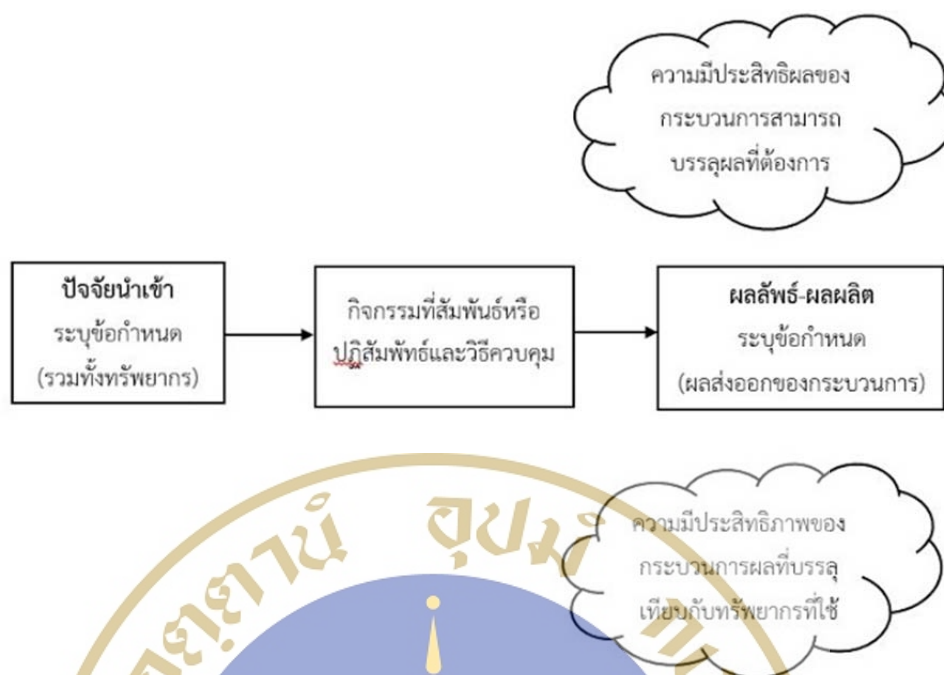 ความมีประสิทธิผลของ
กระบวนการสามารถ
บรรลุผลที่ต้องการ
ปัจจัยนำเข้า
ระบุข้อกำหนด
(รวมทั้งทรัพยากร)
กิจกรรมที่สัมพันธ์หรือ
ปฏิสัมพัทธ์และวิธีควบคุม
ผลลัพธ์-ผลผลิต
ระบุข้อกำหนด
(ผลส่งออกของกระบวนการ)
ความมีประสิทธิภาพของ
กระบวนการผลที่บรรลุ
เทียบกับทรัพยากรที่ใช้